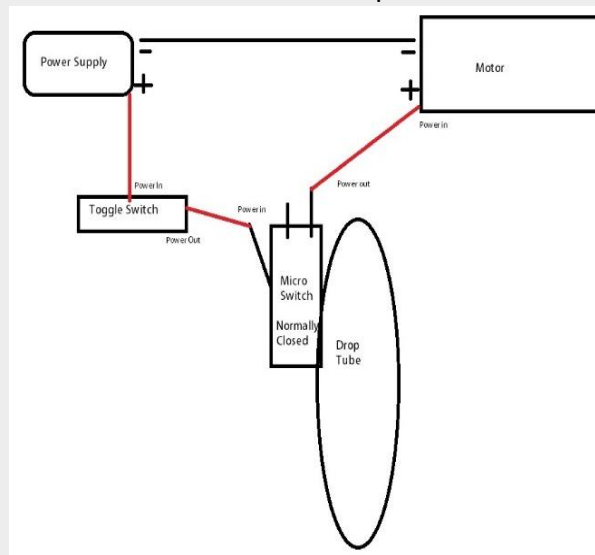 -
-
Power Supply
Motor
+
+
Power in
Power In
Power out
Toggle Switch
Power in
Power Out
Micro
Switch
Normally
Closed
Drop
Tube